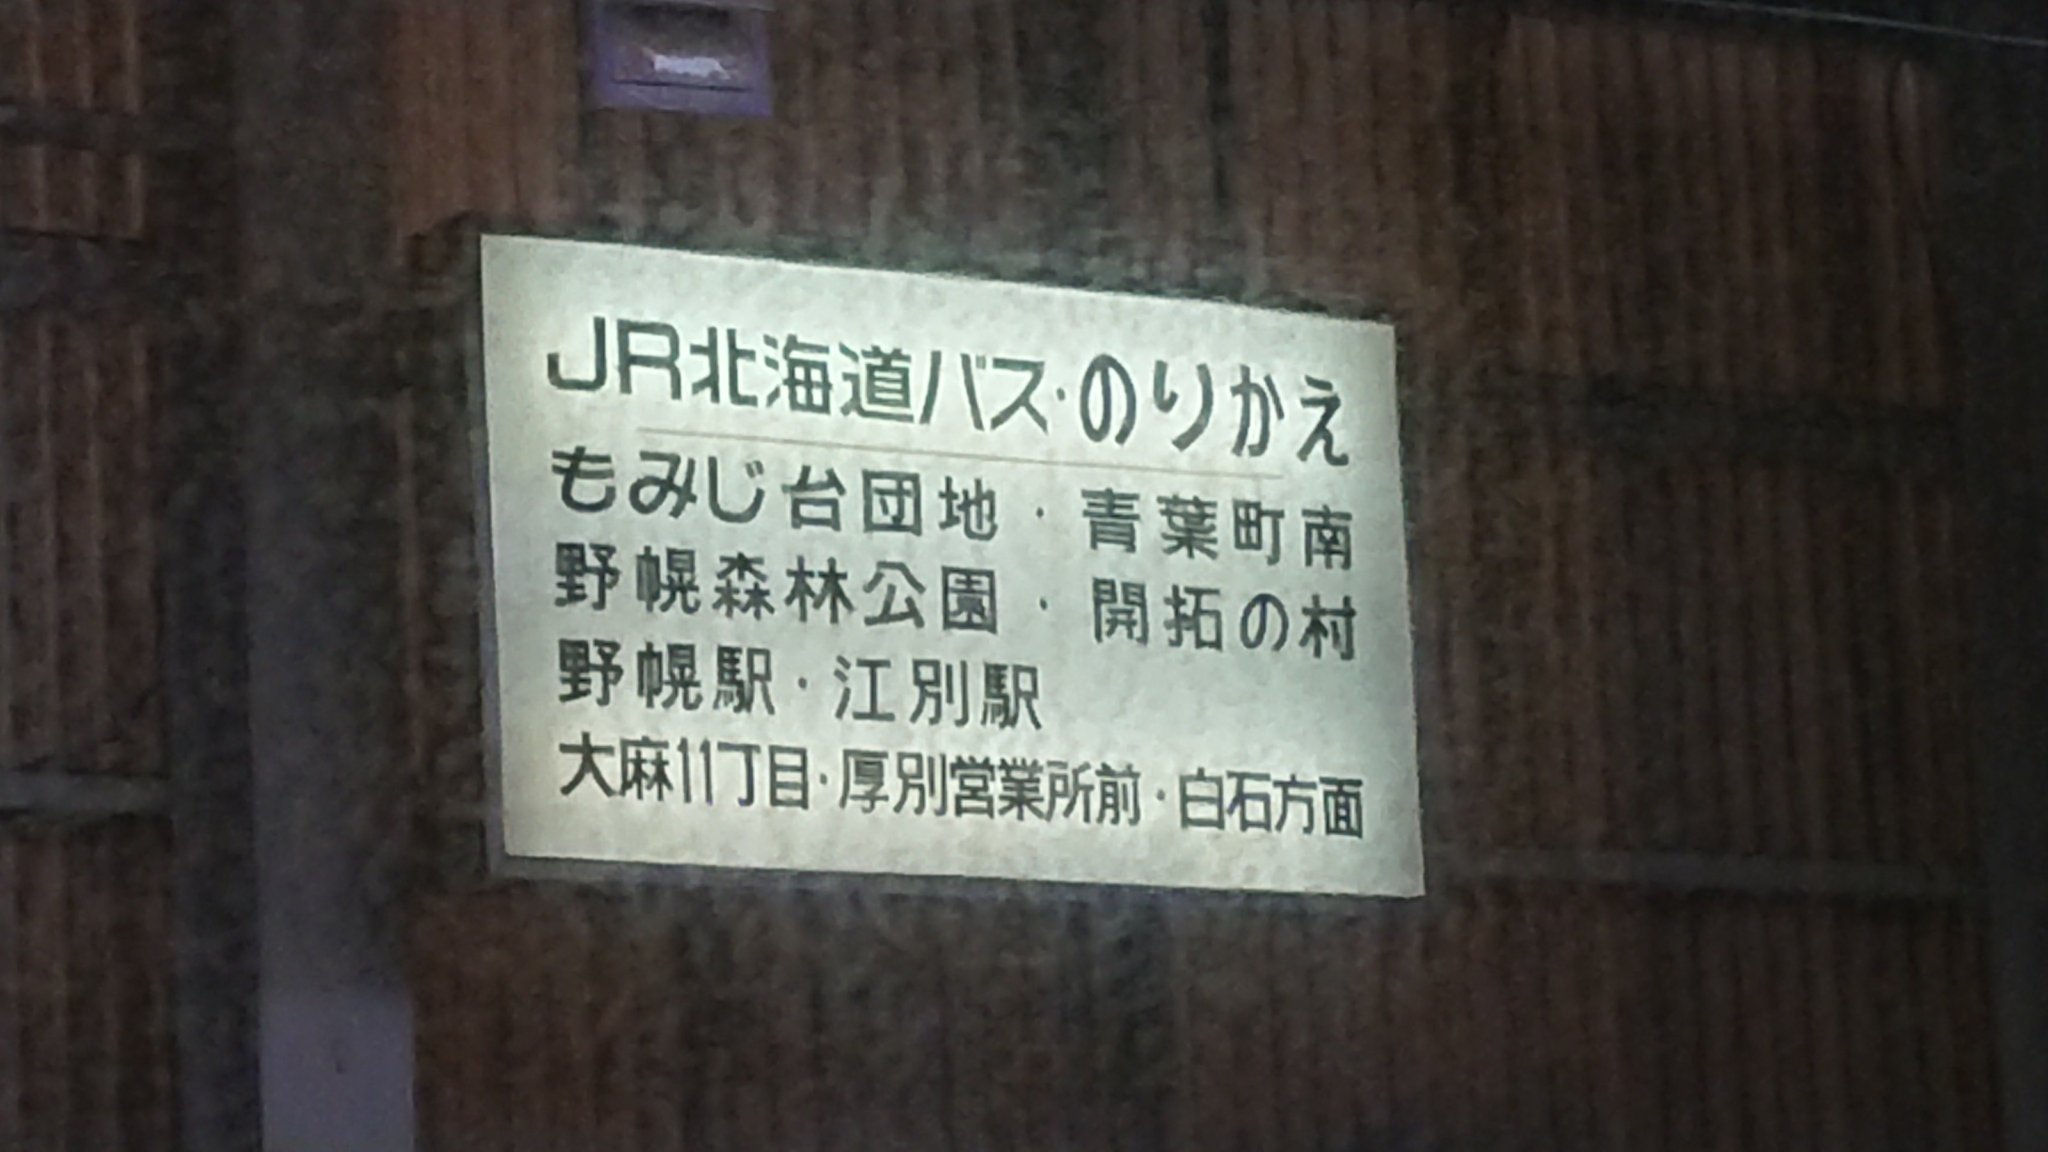 JR北海道バス・のりかえ
もみじ台団地・青葉町南
野幌森林公園・開拓の村
野幌駅・江別駅
大麻11丁目・厚別営業所前・白石方面